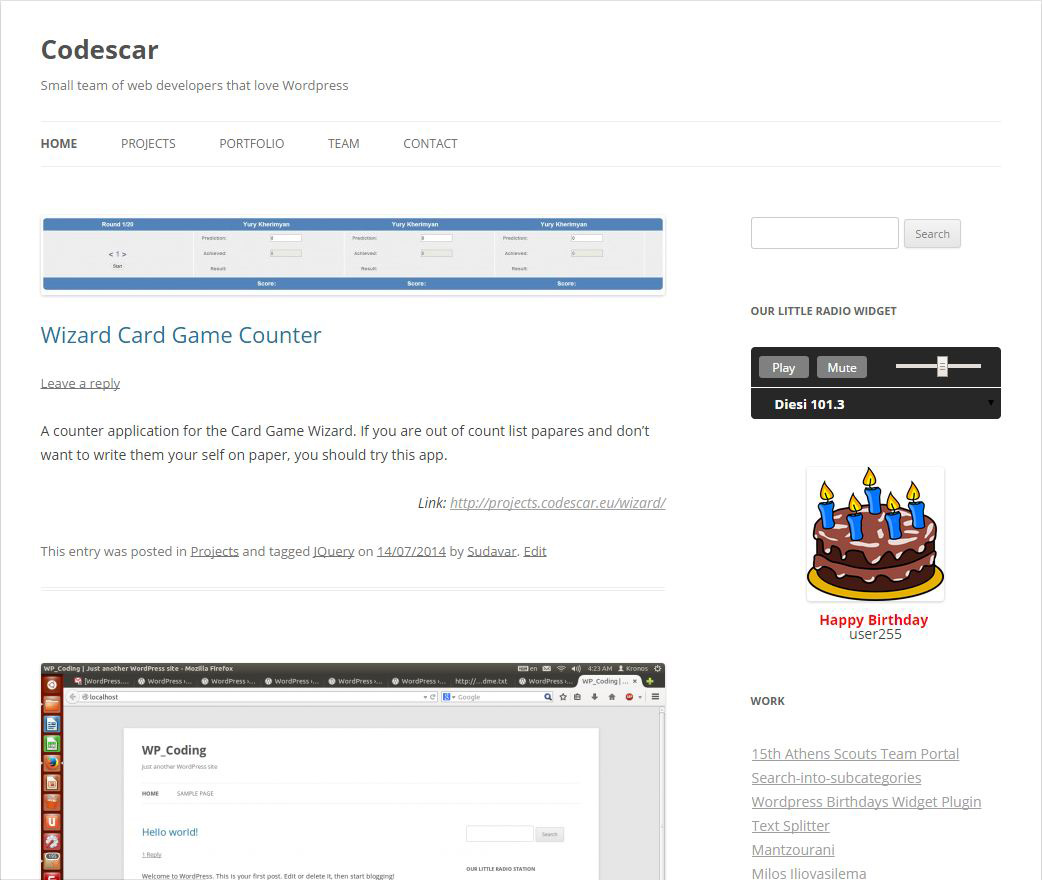 Codescar
Small team of web developers that love Wordpress
HOME PROJECTS PORTFOLIO TEAM CONTACT
Round 1/20 Yury Kherimyan Yury Kherimyan Yury Kherimyan
Prediction: 0 Prediction: 0 Prediction: 0
< 1 > Achieved: 0 Achieved: 0 Achieved: 0
Start Result: Result: Result:
Score: Score: Score:
Wizard Card Game Counter
Leave a reply
A counter application for the Card Game Wizard. If you are out of count list papares and don’t
want to write them your self on paper, you should try this app.
Link: http://projects.codescar.eu/wizard/
This entry was posted in Projects and tagged JQuery on 14/07/2014 by Sudavar. Edit
WP_Coding | Just another WordPress site - Mozilla Firefox en 4:23 AM Kronos
[WordPress.... WordPress ›... WordPress ›... WordPress ›... WordPress ›... WordPress ›... http://...dme.txt WP_Coding |...
localhost Google
WP_Coding
Just another WordPress site
HOME SAMPLE PAGE
Hello world!
Search
1 Reply
OUR LITTLE RADIO STATION
Welcome to WordPress. This is your first post. Edit or delete it, then start blogging!
Search
OUR LITTLE RADIO WIDGET
Play Mute
Diesi 101.3
Happy Birthday
user255
WORK
15th Athens Scouts Team Portal
Search-into-subcategories
Wordpress Birthdays Widget Plugin
Text Splitter
Mantzourani
Milos Iliovasilema